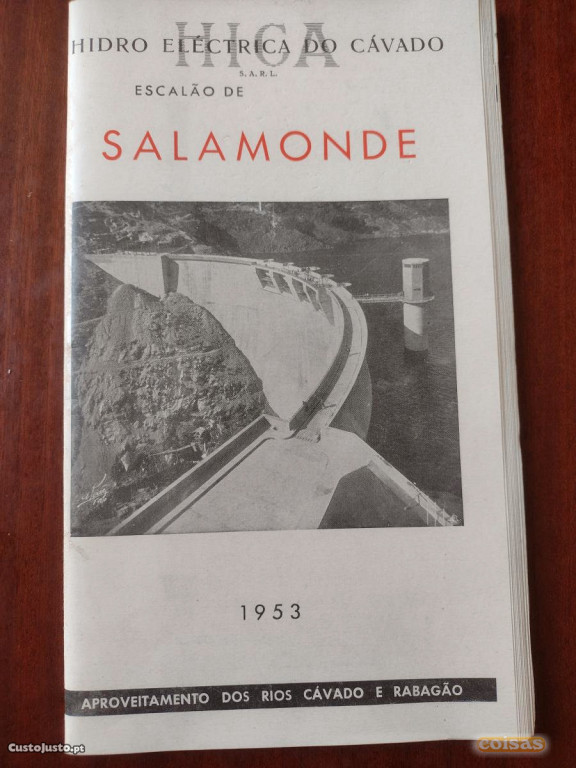 HICA
HIDRO ELÉCTRICA DO CÁVADO
S. A. R. L.
ESCALÃO DE
SALAMONDE
1953
APROVEITAMENTO DOS RIOS CÁVADO E RABAGÃO
CustoJusto.pt
coisas